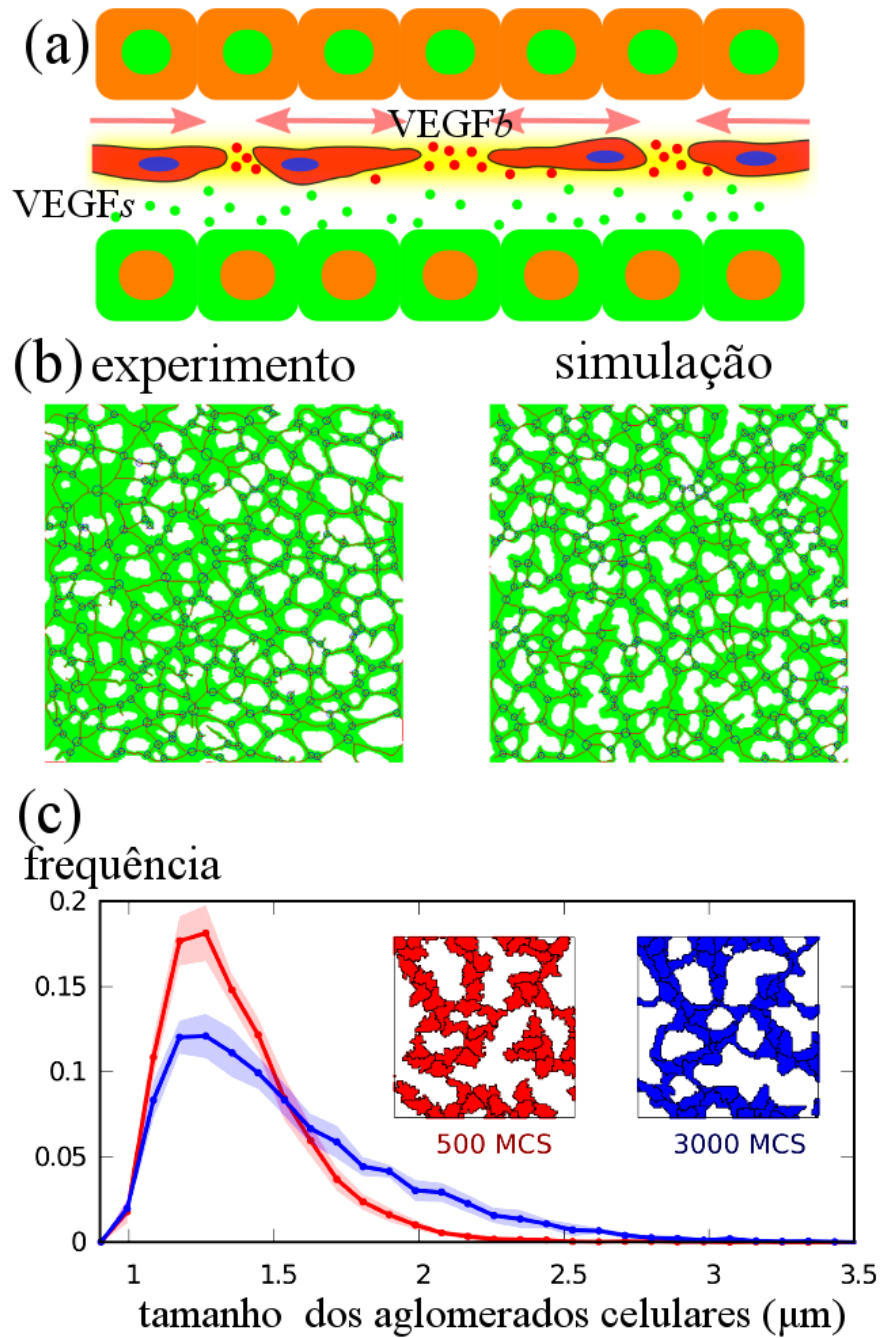 (a)
VEGFb
VEGFs
(b) experimento simulação
(c)
frequência
0.2
0.15
0.1
0.05
0
500 MCS 3000 MCS
1 1.5 2 2.5 3 3.5
tamanho dos aglomerados celulares (μm)